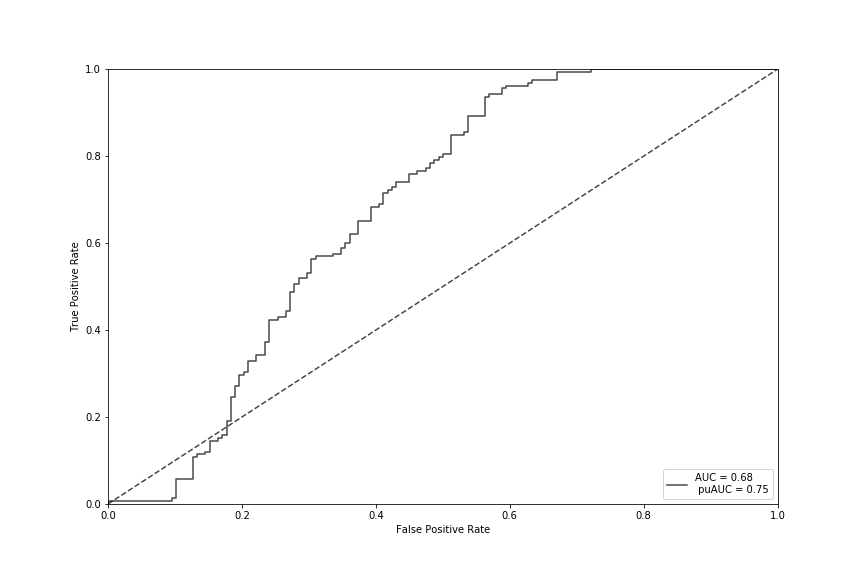 1.0
0.8
0.6
0.4
0.2
0.0
True Positive Rate
AUC = 0.68
puAUC = 0.75
0.0 0.2 0.4 0.6 0.8 1.0
False Positive Rate